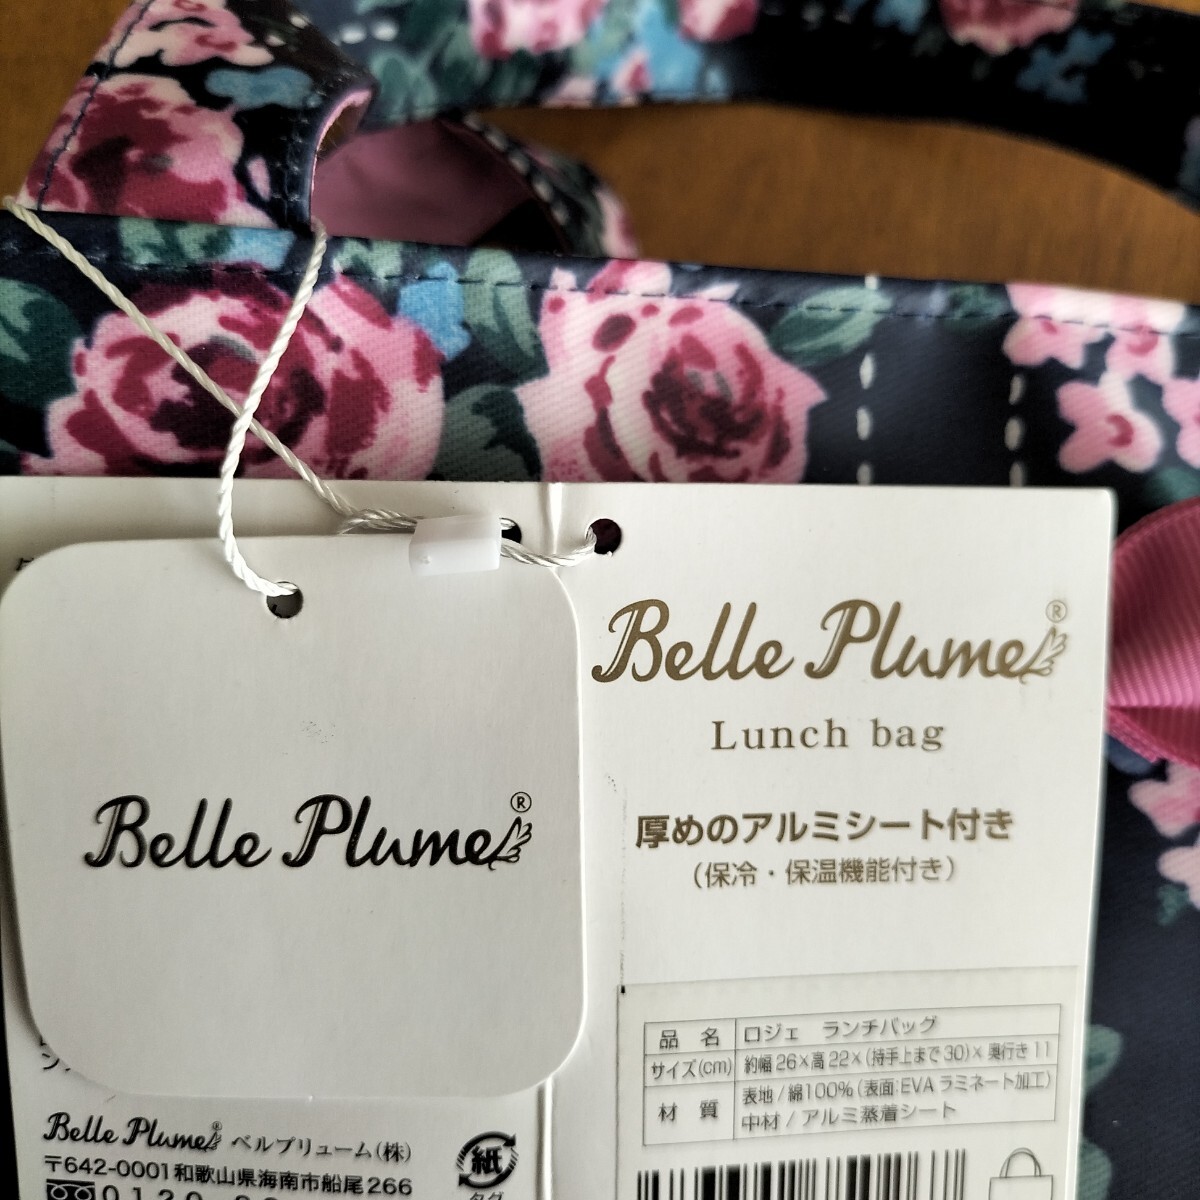 Belle Plume®
Belle Plume®
Lunch bag
厚めのアルミシート付き
(保冷・保温機能付き)
品名 ロジェ ランチバッグ
サイズ(cm) 約幅26×高22×(持手上まで30)×奥行き11
材質 表地/綿100%(表面:EVAラミネート加工)
中材/アルミ蒸着シート
Belle Plume® ベルプリューム(株)
〒642-0001和歌山県海南市船尾266
0120
紙
タグ